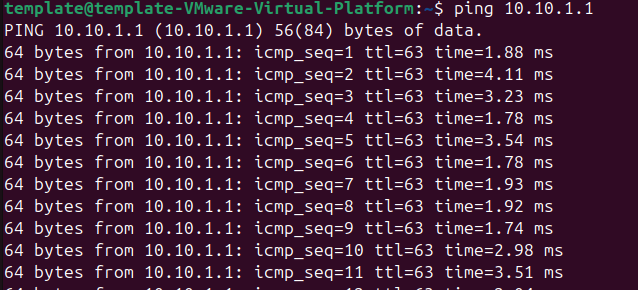 template@template-VMware-Virtual-Platform:~$ ping 10.10.1.1
PING 10.10.1.1 (10.10.1.1) 56(84) bytes of data.
64 bytes from 10.10.1.1: icmp_seq=1 ttl=63 time=1.88 ms
64 bytes from 10.10.1.1: icmp_seq=2 ttl=63 time=4.11 ms
64 bytes from 10.10.1.1: icmp_seq=3 ttl=63 time=3.23 ms
64 bytes from 10.10.1.1: icmp_seq=4 ttl=63 time=1.78 ms
64 bytes from 10.10.1.1: icmp_seq=5 ttl=63 time=3.54 ms
64 bytes from 10.10.1.1: icmp_seq=6 ttl=63 time=1.78 ms
64 bytes from 10.10.1.1: icmp_seq=7 ttl=63 time=1.93 ms
64 bytes from 10.10.1.1: icmp_seq=8 ttl=63 time=1.92 ms
64 bytes from 10.10.1.1: icmp_seq=9 ttl=63 time=1.74 ms
64 bytes from 10.10.1.1: icmp_seq=10 ttl=63 time=2.98 ms
64 bytes from 10.10.1.1: icmp_seq=11 ttl=63 time=3.51 ms